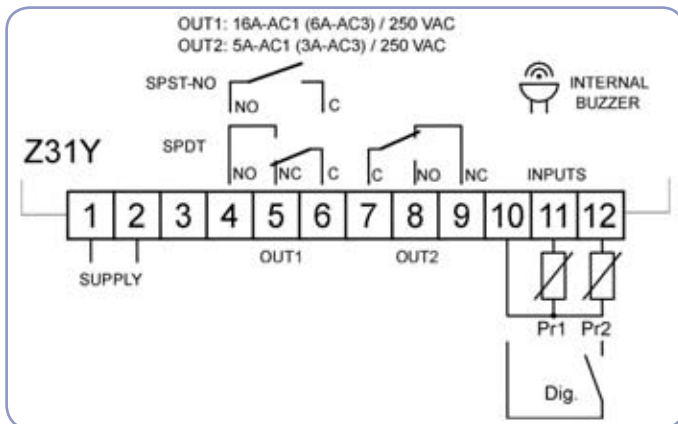 OUT1: 16A-AC1 (6A-AC3) / 250 VAC
OUT2: 5A-AC1 (3A-AC3) / 250 VAC
SPST-NO
NO C
INTERNAL
BUZZER
Z31Y
SPDT
NO NC C C NO NC INPUTS
1 2 3 4 5 6 7 8 9 10 11 12
SUPPLY OUT1 OUT2
Pr1 Pr2
Dig.